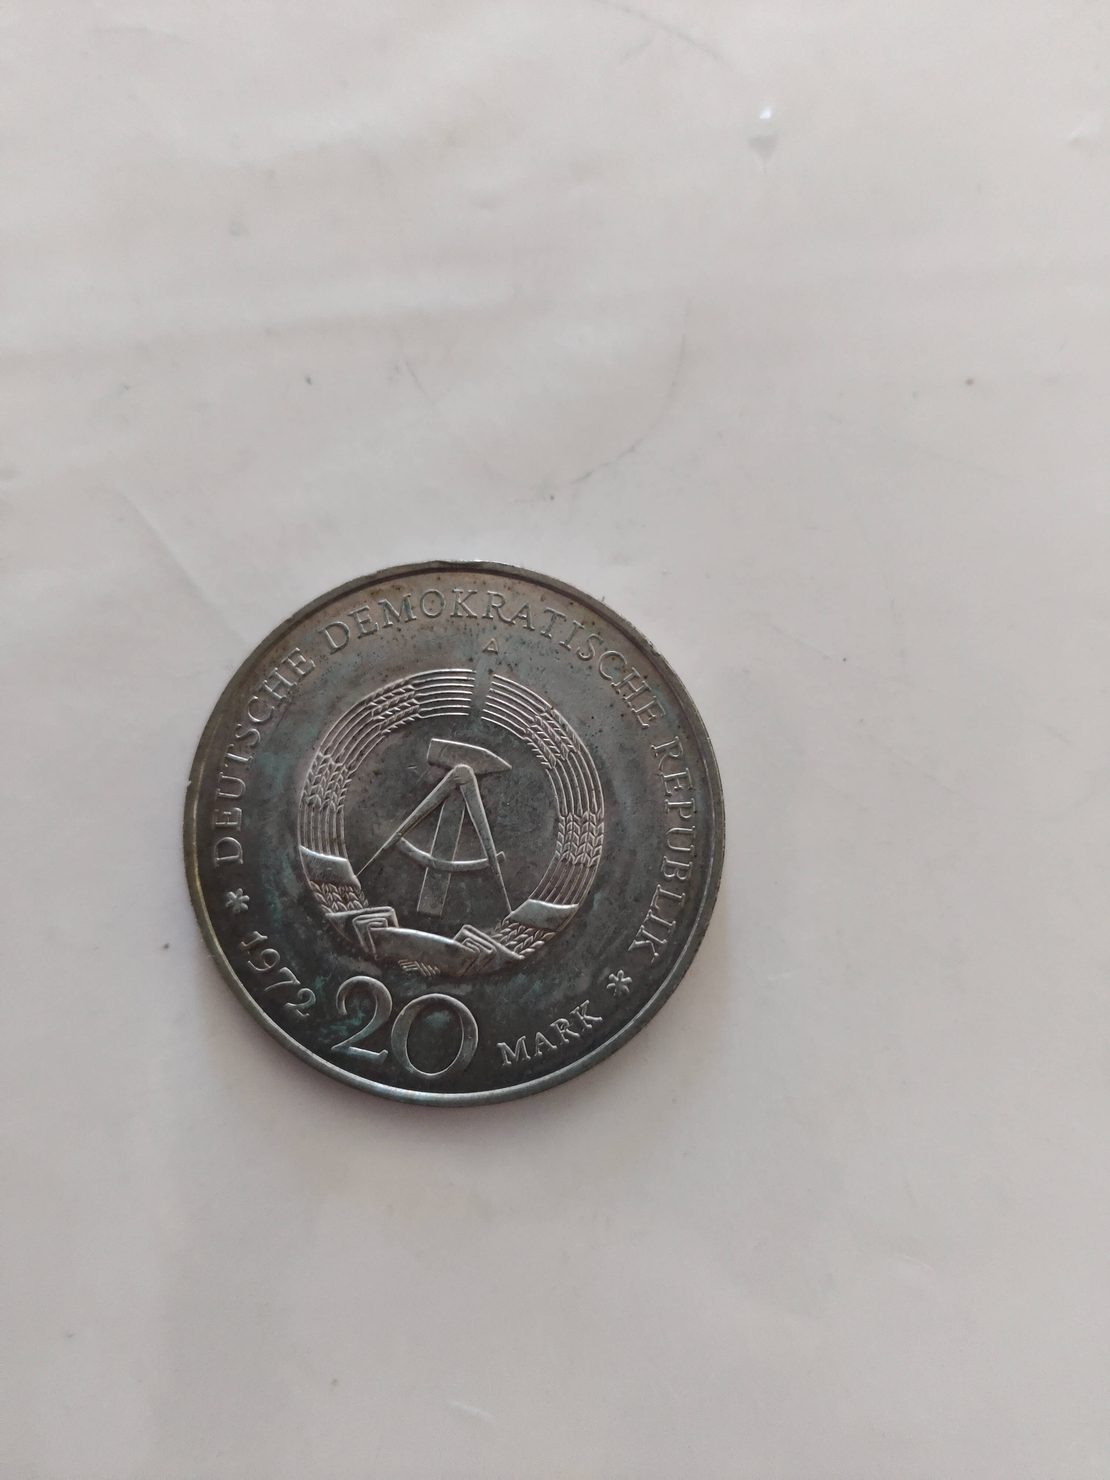 * DEUTSCHE DEMOKRATISCHE REPUBLIK *
A
1972 20 MARK